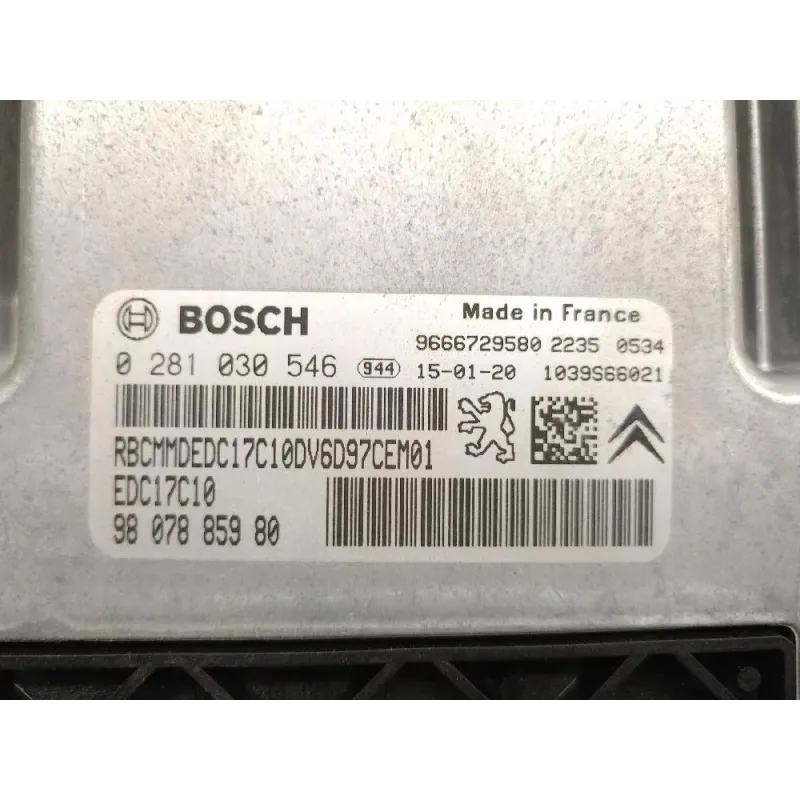 BOSCH
Made in France
9666729580 2235 0534
0 281 030 546 944 15-01-20 1039S66021
RBCMMDEDC17C10DV6D97CEM01
EDC17C10
98 078 859 80